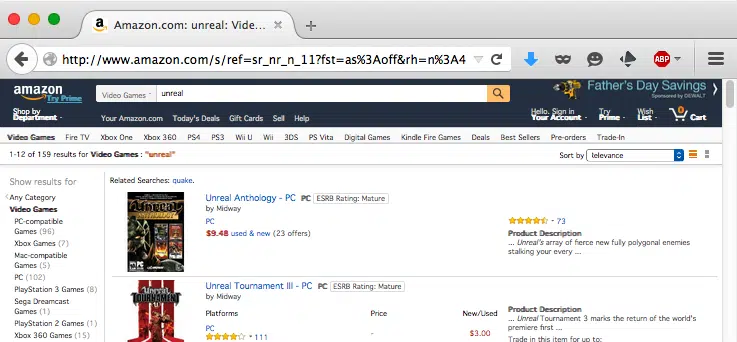 Amazon.com: unreal: Vide...
http://www.amazon.com/s/ref=sr_nr_n_11?fst=as%3Aoff&rh=n%3A4
ABP
amazon
Try Prime
Video Games
unreal
Father's Day Savings
Sponsored by DEWALT
Shop by
Department
Your Amazon.com Today's Deals Gift Cards Sell Help
Hello. Sign in
Your Account
Try
Prime
Wish
List
0
Cart
Video Games Fire TV Xbox One Xbox 360 PS4 PS3 Wii U Wii 3DS PS Vita Digital Games Kindle Fire Games Deals Best Sellers Pre-orders Trade-In
1-12 of 159 results for Video Games : "unreal"
Sort by relevance
Show results for
Any Category
Video Games
PC-compatible
Games (96)
Xbox Games (7)
Mac-compatible
Games (5)
PC (102)
PlayStation 3 Games (8)
Sega Dreamcast
Games (1)
PlayStation 2 Games (1)
Xbox 360 Games (15)
Related Searches: quake.
Unreal
Anthology
Unreal Anthology - PC PC ESRB Rating: Mature
by Midway
PC
$9.48 used & new (23 offers)
73
Product Description
... Unreal's array of fierce new fully polygonal enemies
stalking your every ...
Unreal
Tournament
Unreal Tournament III - PC PC ESRB Rating: Mature
by Midway
Platforms Price New/Used
PC
- $3.00
111
Product Description
... Unreal Tournament 3 marks the return of the world's
premiere first ...
Trade in this item for up to: